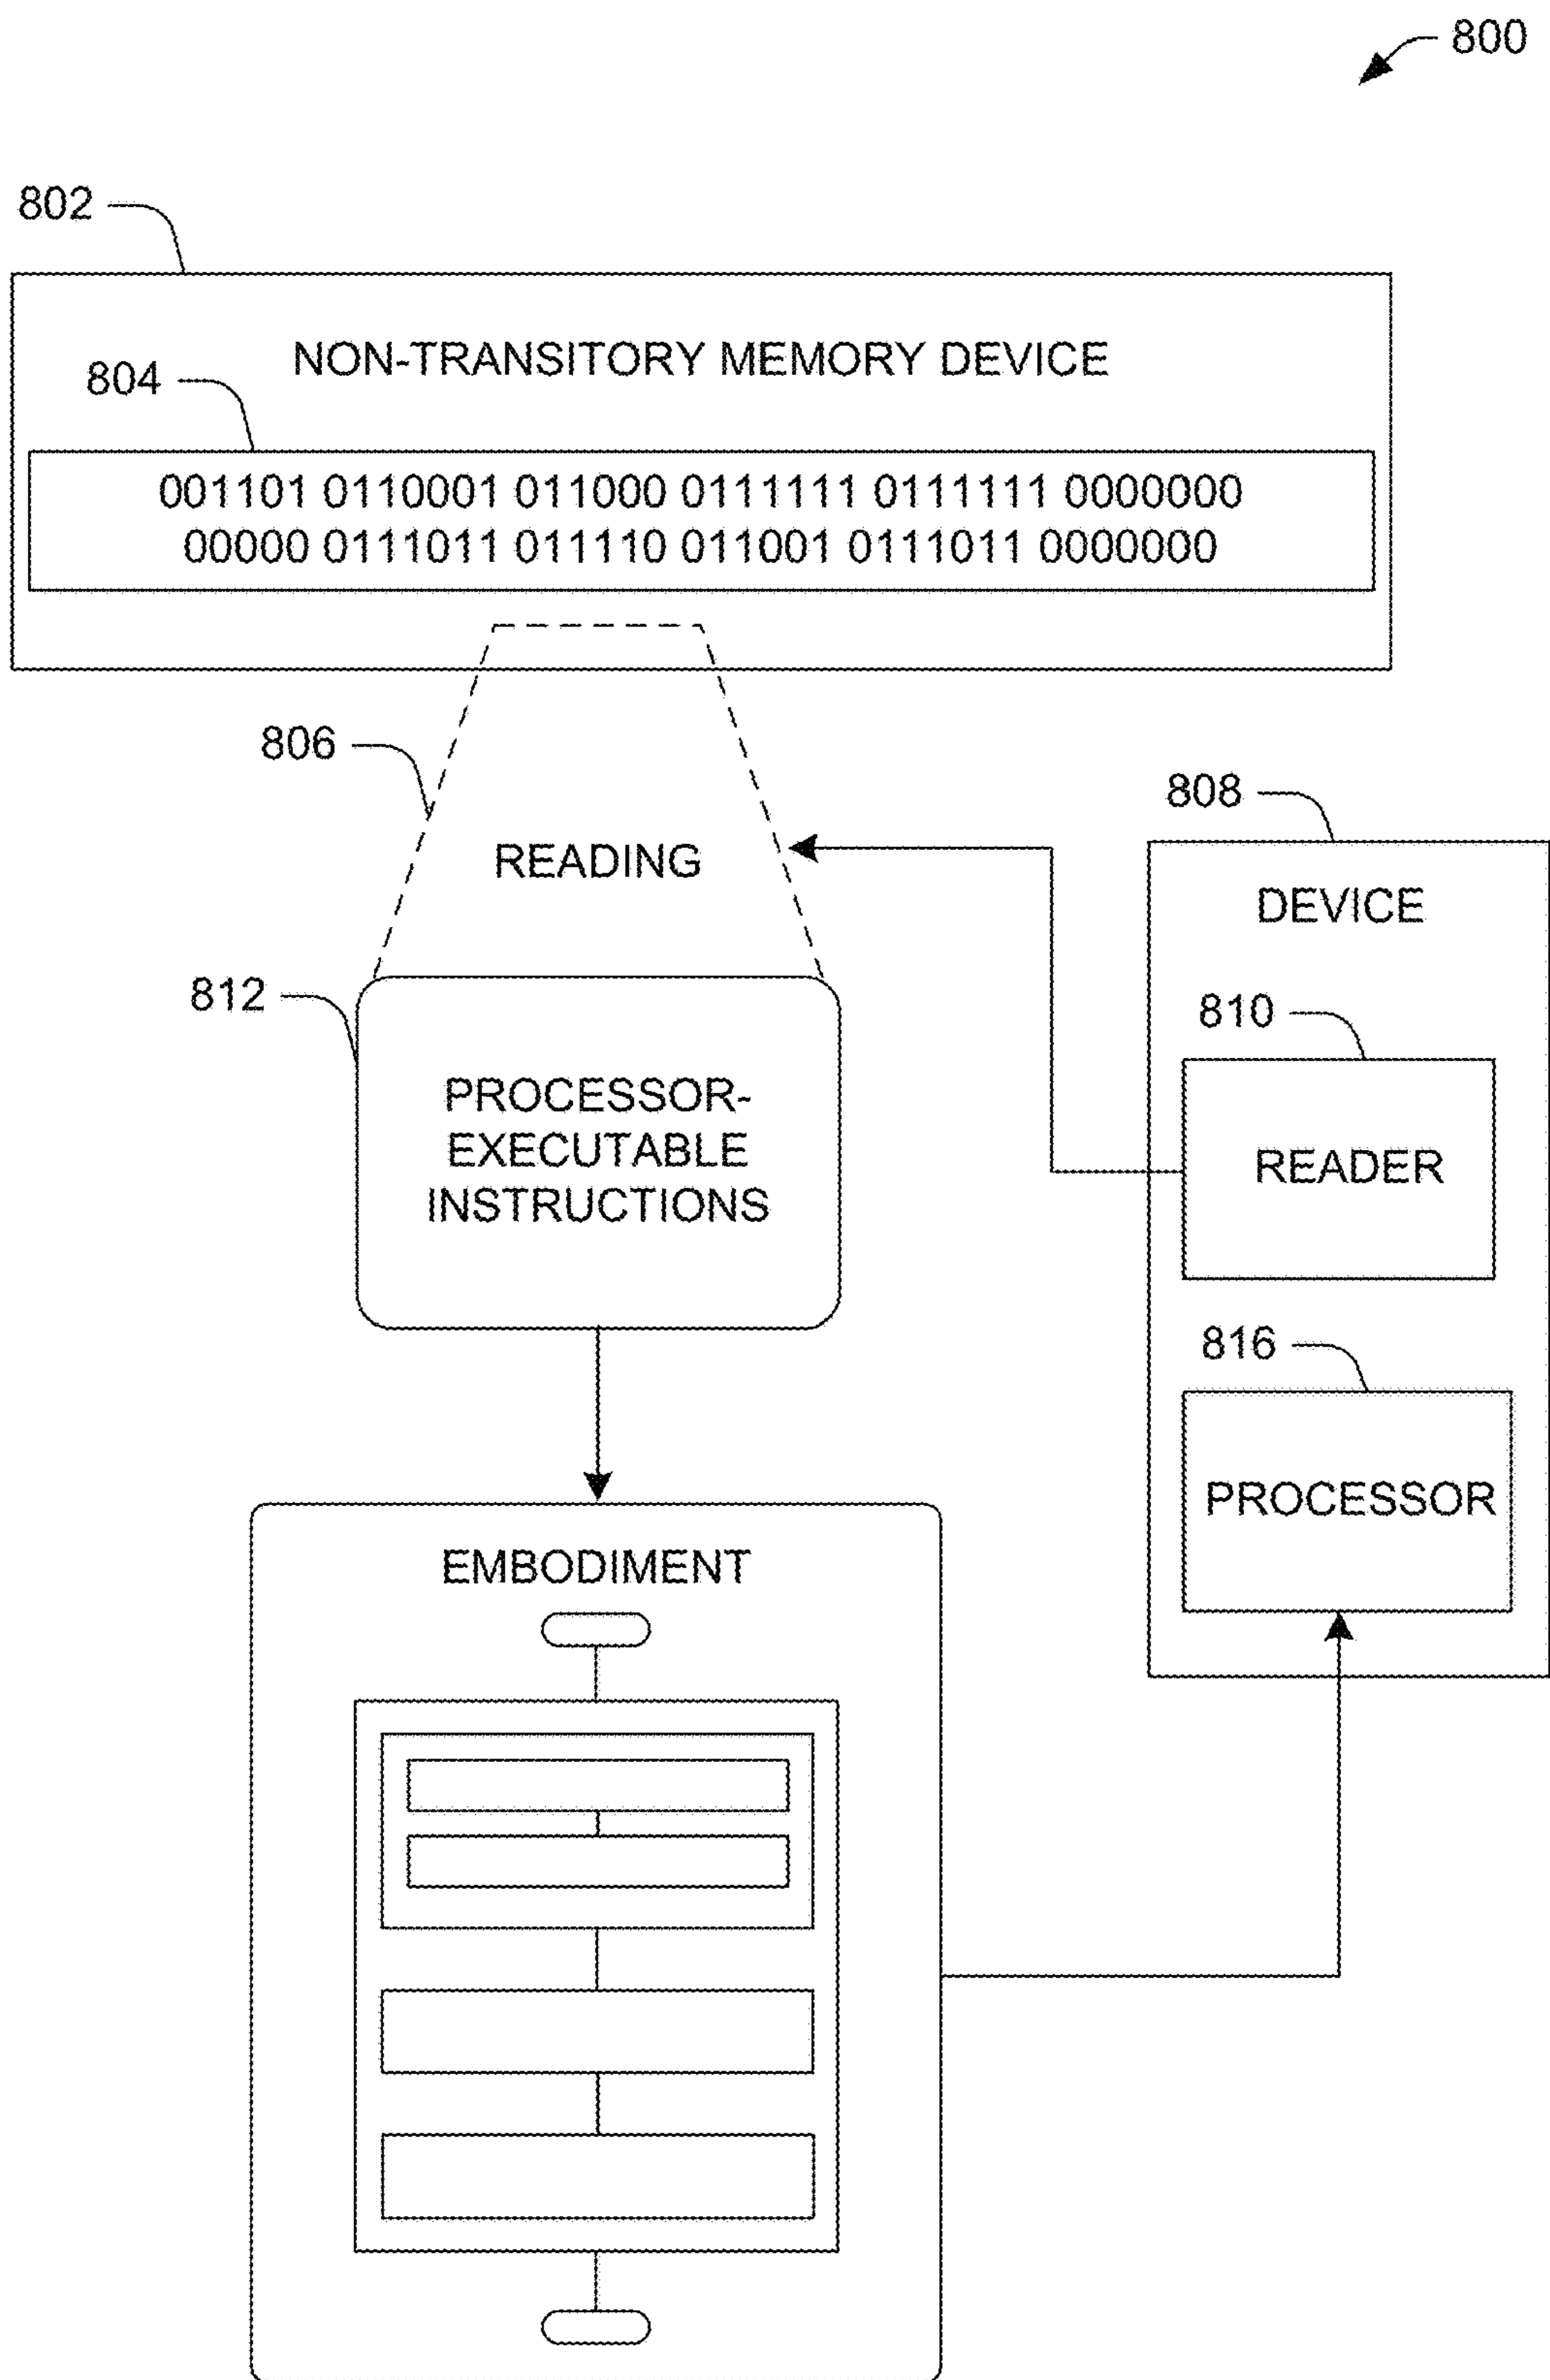 800
802
NON-TRANSITORY MEMORY DEVICE
804
001101 0110001 011000 0111111 0111111 0000000
00000 0111011 011110 011001 0111011 0000000
806
READING
808
DEVICE
812
PROCESSOR-
EXECUTABLE
INSTRUCTIONS
810
READER
816
PROCESSOR
EMBODIMENT